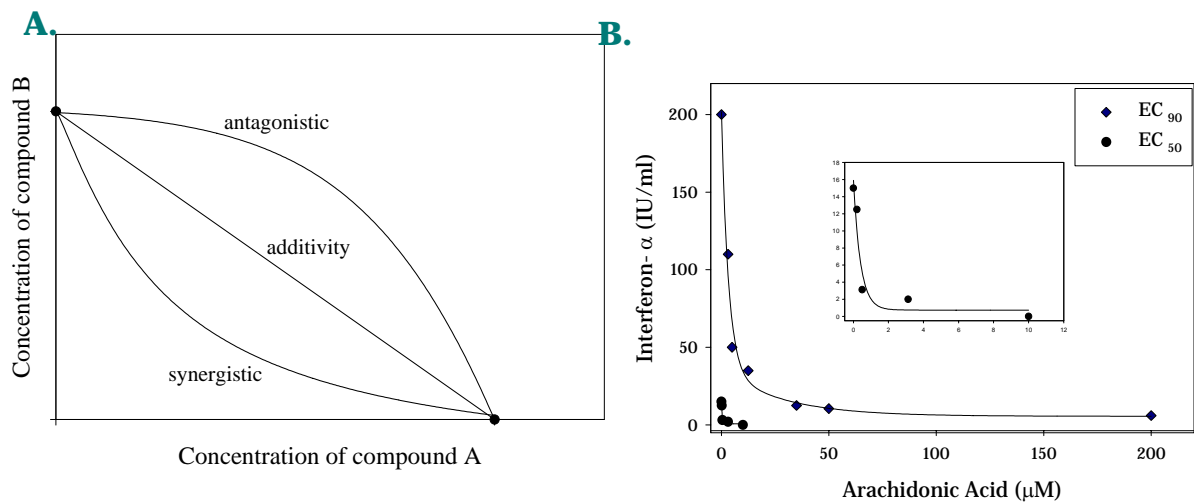 A.
Concentration of compound B
antagonistic
additivity
synergistic
Concentration of compound A
B.
Interferon- α (IU/ml)
200
150
100
50
0
EC 90
EC 50
18
16
14
12
10
8
6
4
2
0
0 2 4 6 8 10 12
0 50 100 150 200
Arachidonic Acid (μM)